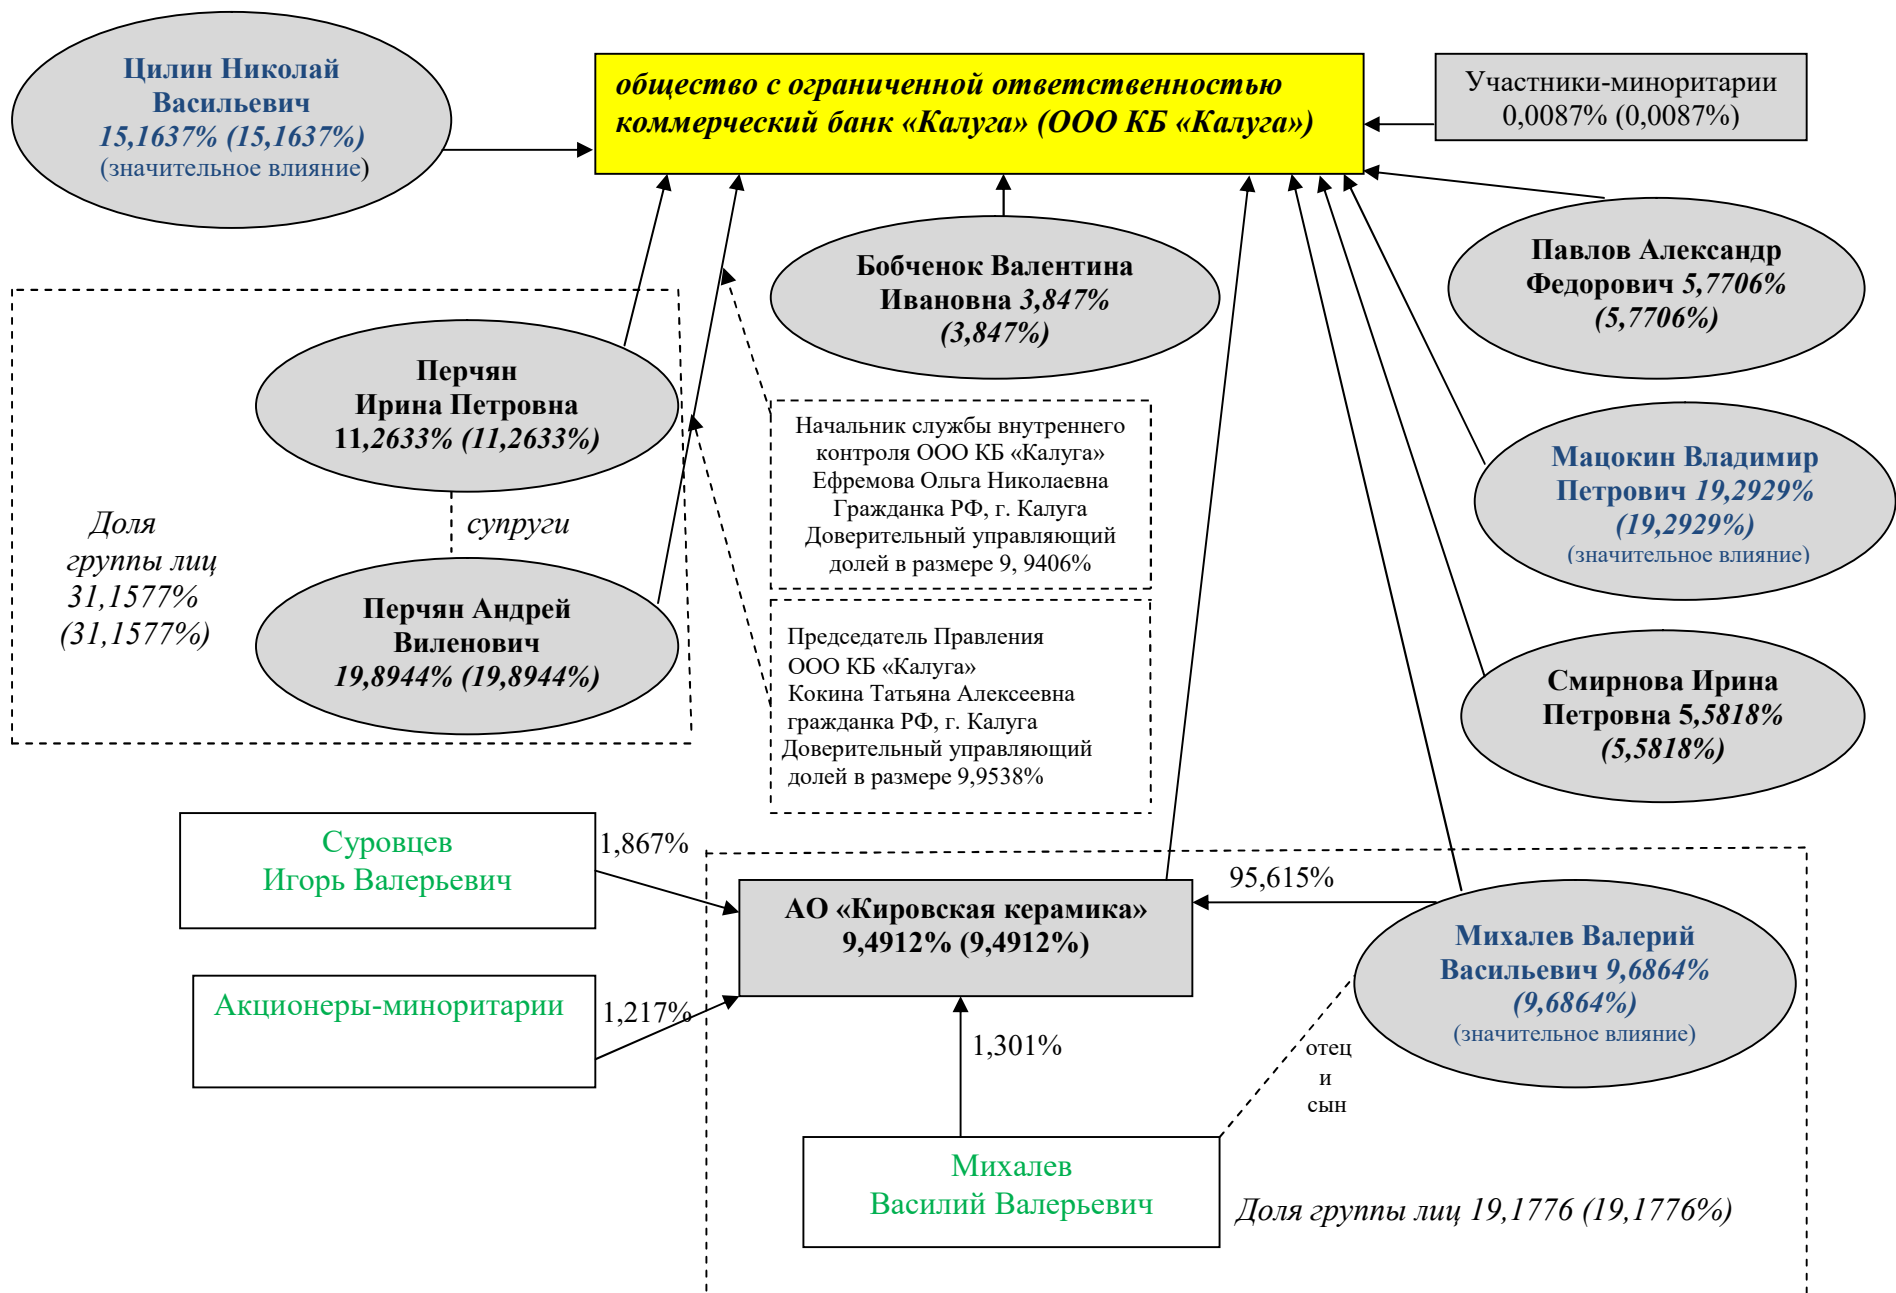 Цилин Николай
Васильевич
15,1637% (15,1637%)
(значительное влияние)
общество с ограниченной ответственностью
коммерческий банк «Калуга» (ООО КБ «Калуга»)
Участники-миноритарии
0,0087% (0,0087%)
Бобченок Валентина
Ивановна 3,847%
(3,847%)
Павлов Александр
Федорович 5,7706%
(5,7706%)
Перчян
Ирина Петровна
11,2633% (11,2633%)
супруги
Доля
группы лиц
31,1577%
(31,1577%)
Перчян Андрей
Виленович
19,8944% (19,8944%)
Начальник службы внутреннего
контроля ООО КБ «Калуга»
Ефремова Ольга Николаевна
Гражданка РФ, г. Калуга
Доверительный управляющий
долей в размере 9, 9406%
Председатель Правления
ООО КБ «Калуга»
Кокина Татьяна Алексеевна
гражданка РФ, г. Калуга
Доверительный управляющий
долей в размере 9,9538%
Мацокин Владимир
Петрович 19,2929%
(19,2929%)
(значительное влияние)
Смирнова Ирина
Петровна 5,5818%
(5,5818%)
Суровцев
Игорь Валерьевич
1,867%
АО «Кировская керамика»
9,4912% (9,4912%)
95,615%
Михалев Валерий
Васильевич 9,6864%
(9,6864%)
(значительное влияние)
Акционеры-миноритарии
1,217%
1,301%
отец
и
сын
Михалев
Василий Валерьевич
Доля группы лиц 19,1776 (19,1776%)